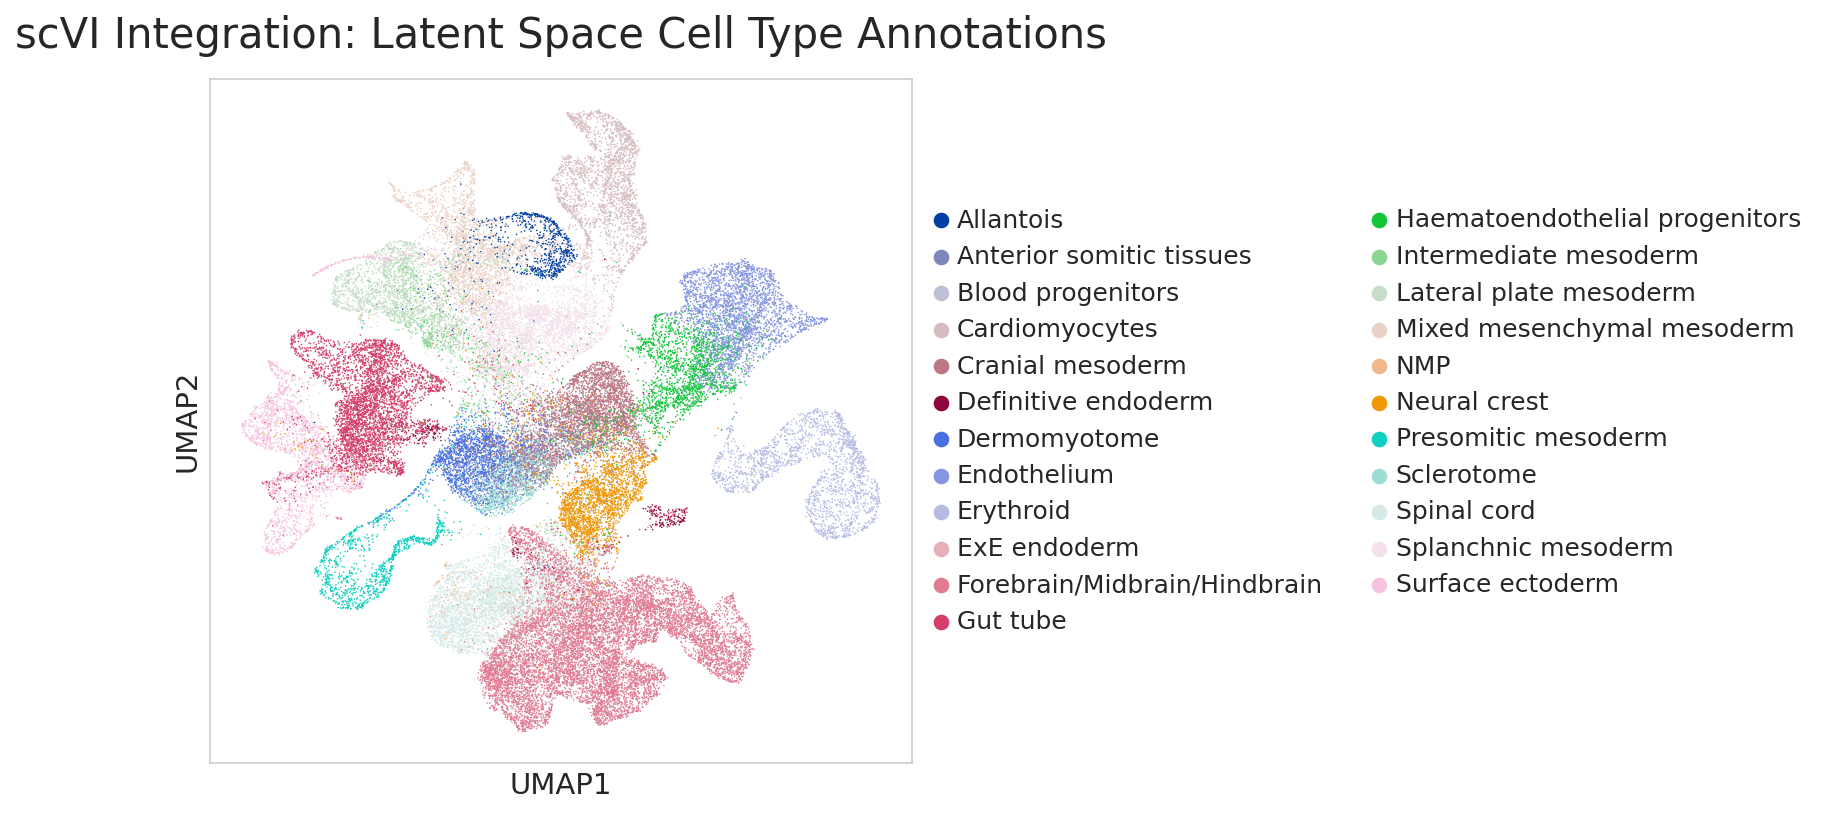 scVI Integration: Latent Space Cell Type Annotations
UMAP2
UMAP1
Allantois
Anterior somitic tissues
Blood progenitors
Cardiomyocytes
Cranial mesoderm
Definitive endoderm
Dermomyotome
Endothelium
Erythroid
ExE endoderm
Forebrain/Midbrain/Hindbrain
Gut tube
Haematoendothelial progenitors
Intermediate mesoderm
Lateral plate mesoderm
Mixed mesenchymal mesoderm
NMP
Neural crest
Presomitic mesoderm
Sclerotome
Spinal cord
Splanchnic mesoderm
Surface ectoderm